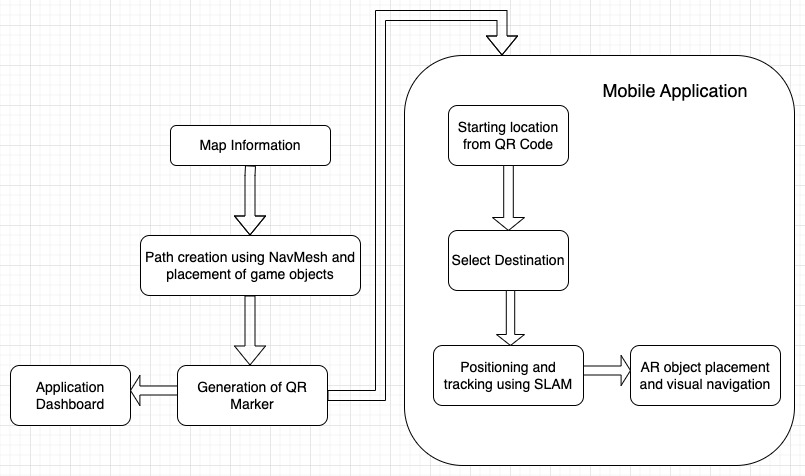 Map Information
Path creation using NavMesh and
placement of game objects
Generation of QR
Marker
Application
Dashboard
Mobile Application
Starting location
from QR Code
Select Destination
Positioning and
tracking using SLAM
AR object placement
and visual navigation